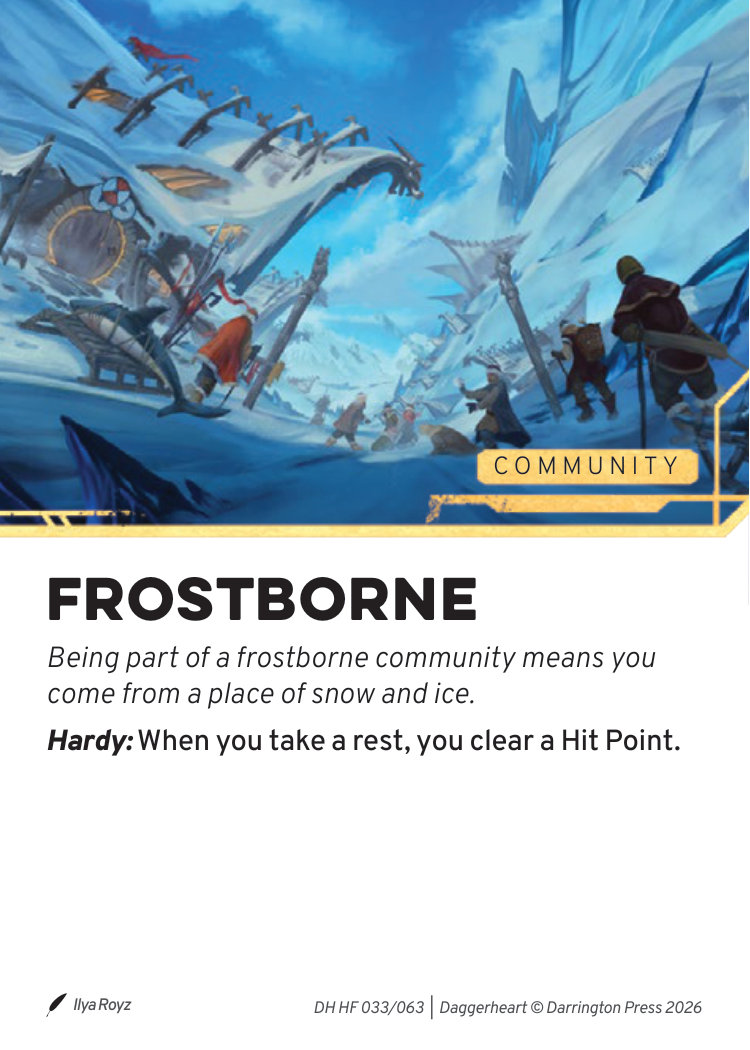 COMMUNITY
FROSTBORNE
Being part of a frostborne community means you
come from a place of snow and ice.
Hardy: When you take a rest, you clear a Hit Point.
Ilya Royz
DH HF 033/063 | Daggerheart © Darrington Press 2026